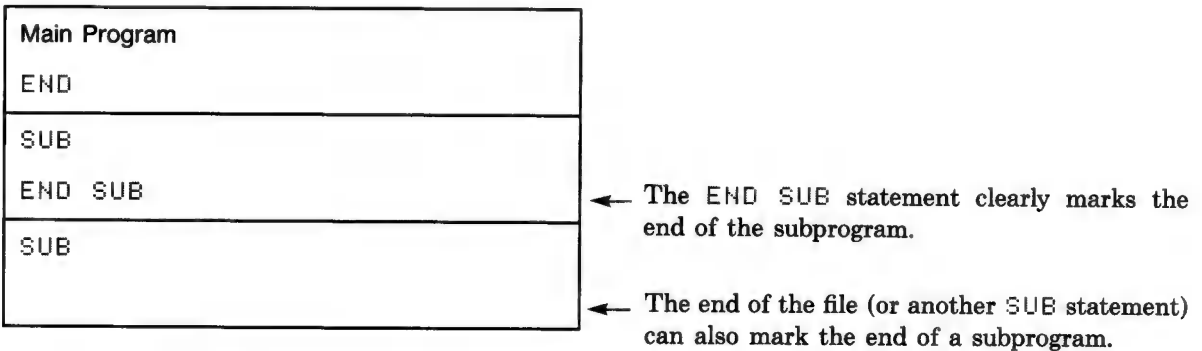 Main Program
END
SUB
END SUB
The END SUB statement clearly marks the
end of the subprogram.
SUB
The end of the file (or another SUB statement)
can also mark the end of a subprogram.